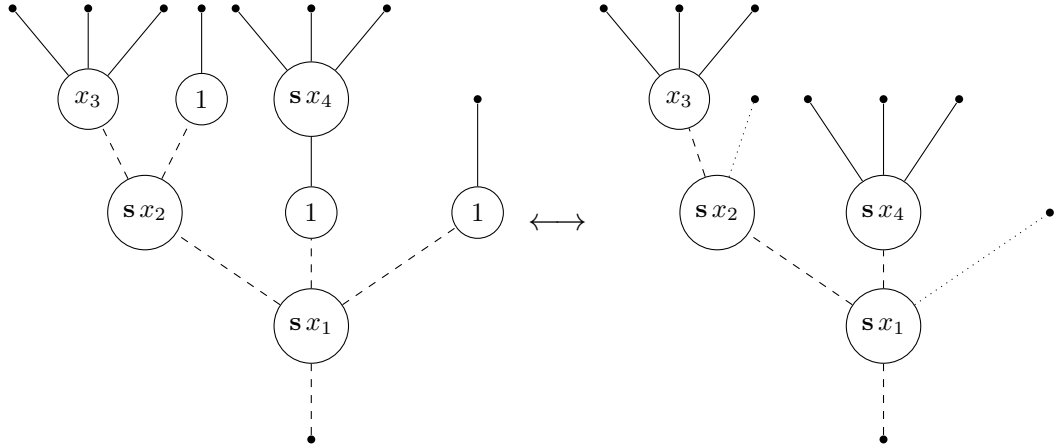 x₃ 1 s x₄ x₃
s x₂ 1 1 ⟷ s x₂ s x₄
s x₁ s x₁